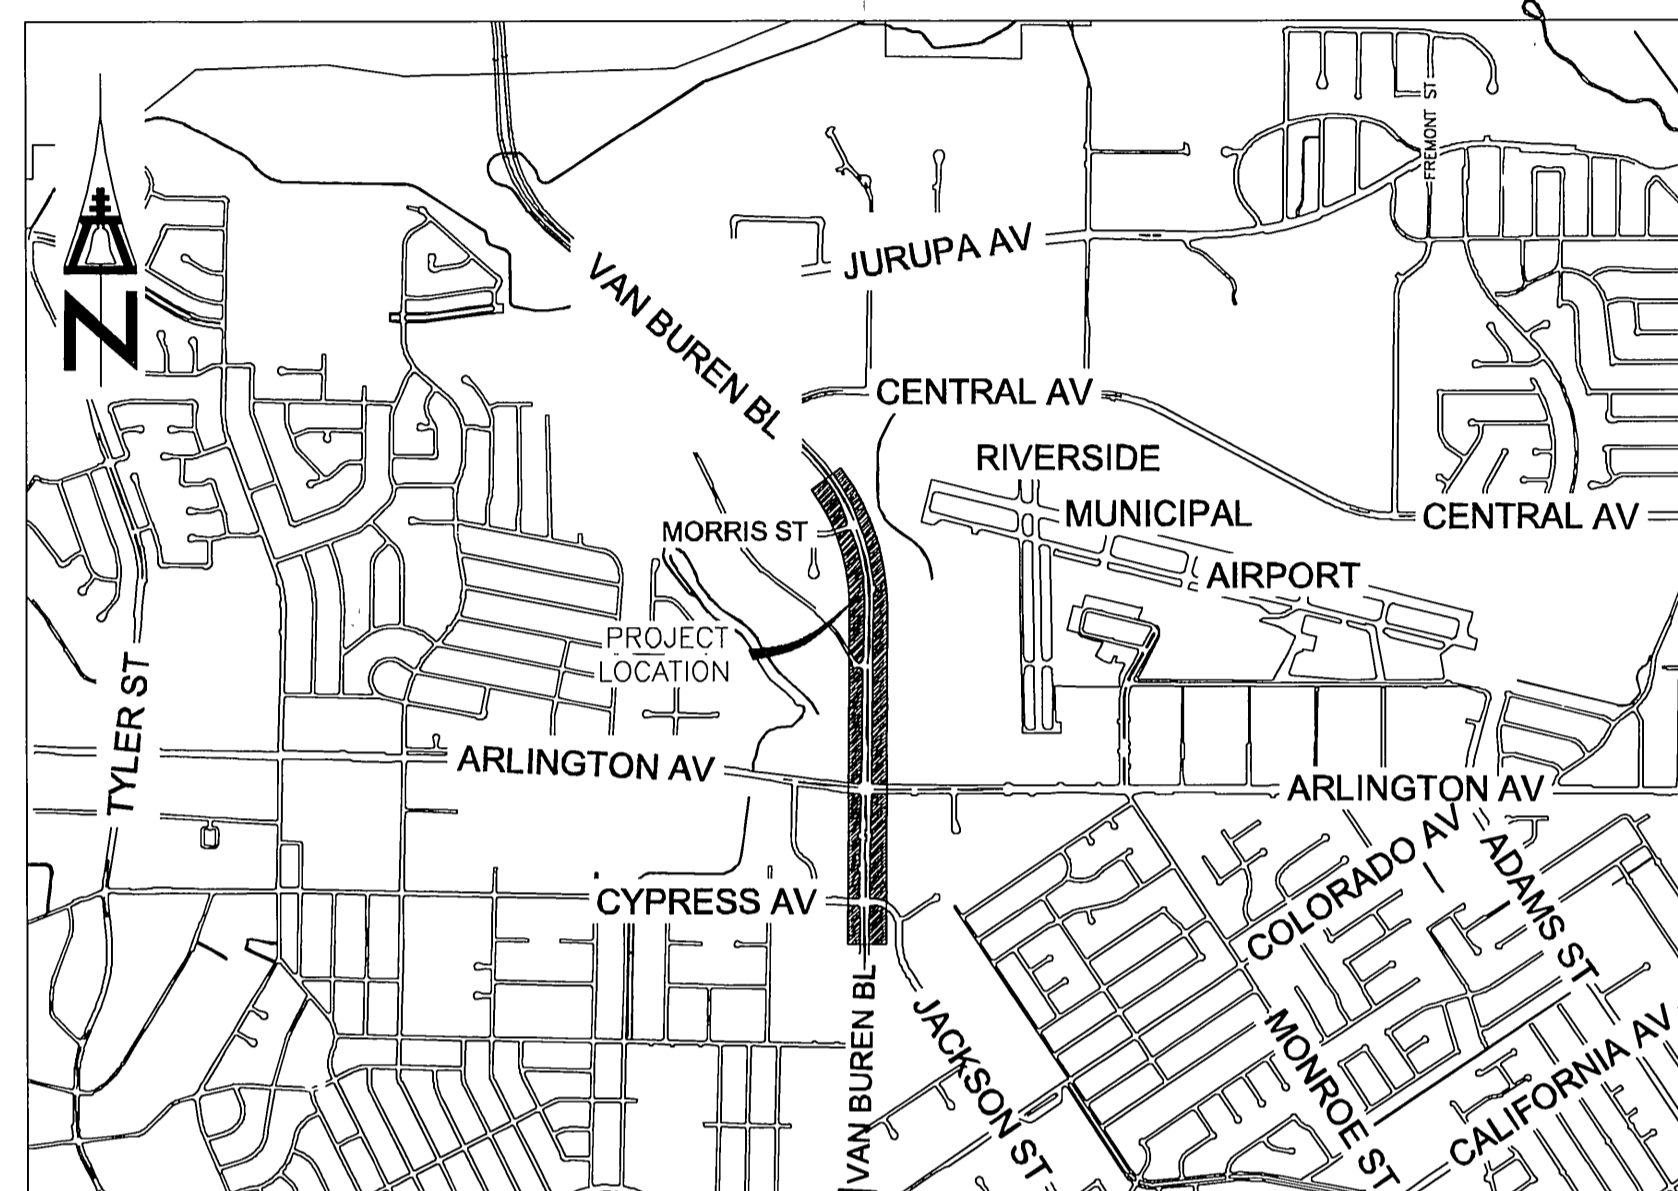 FREMONT ST
JURUPA AV
VAN BUREN BL
CENTRAL AV
RIVERSIDE
MUNICIPAL
AIRPORT
CENTRAL AV
MORRIS ST
PROJECT
LOCATION
TYLER ST
ARLINGTON AV
ARLINGTON AV
COLORADO AV
ADAMS ST
CYPRESS AV
VAN BUREN BL
JACKSON ST
MONROE ST
CALIFORNIA AV
N